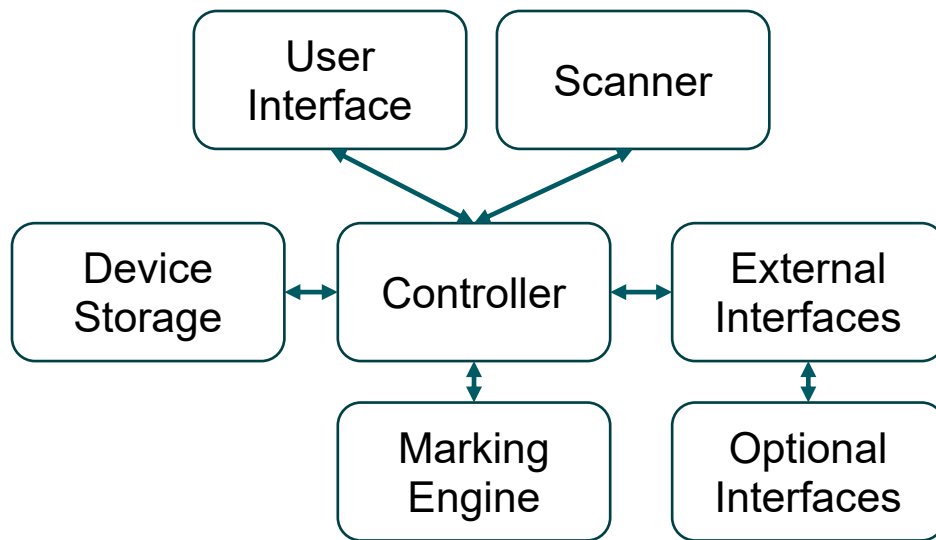 User
Interface
Scanner
Device
Storage
Controller
External
Interfaces
Marking
Engine
Optional
Interfaces